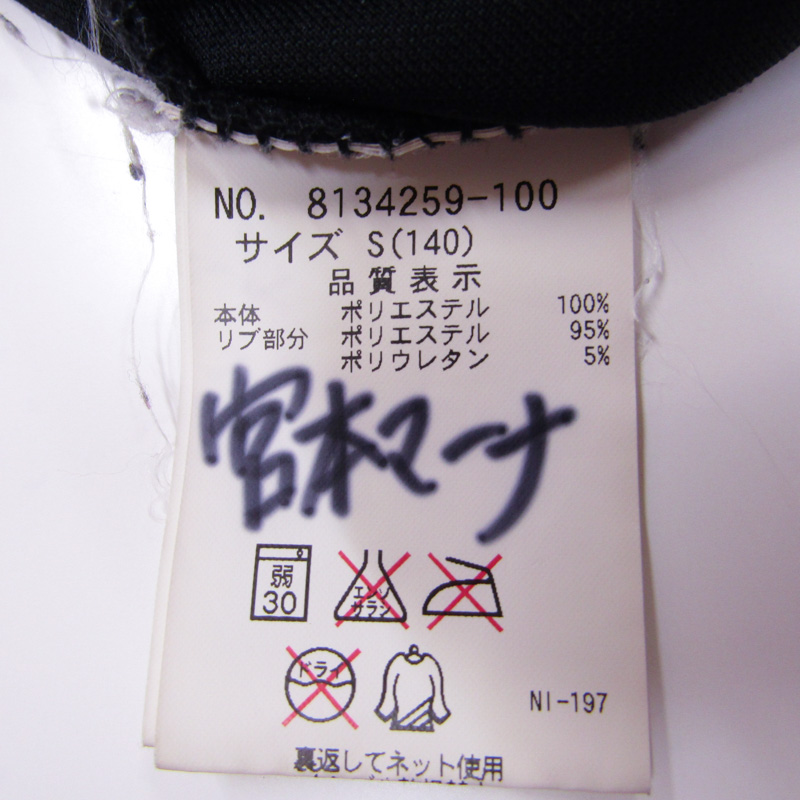 NO. 8134259-100
サイズ S(140)
品質表示
本体 ポリエステル 100%
リブ部分 ポリエステル 95%
ポリウレタン 5%
宮本マーナ
弱 30
エンソ サラシ
ドライ
NI-197
裏返してネット使用